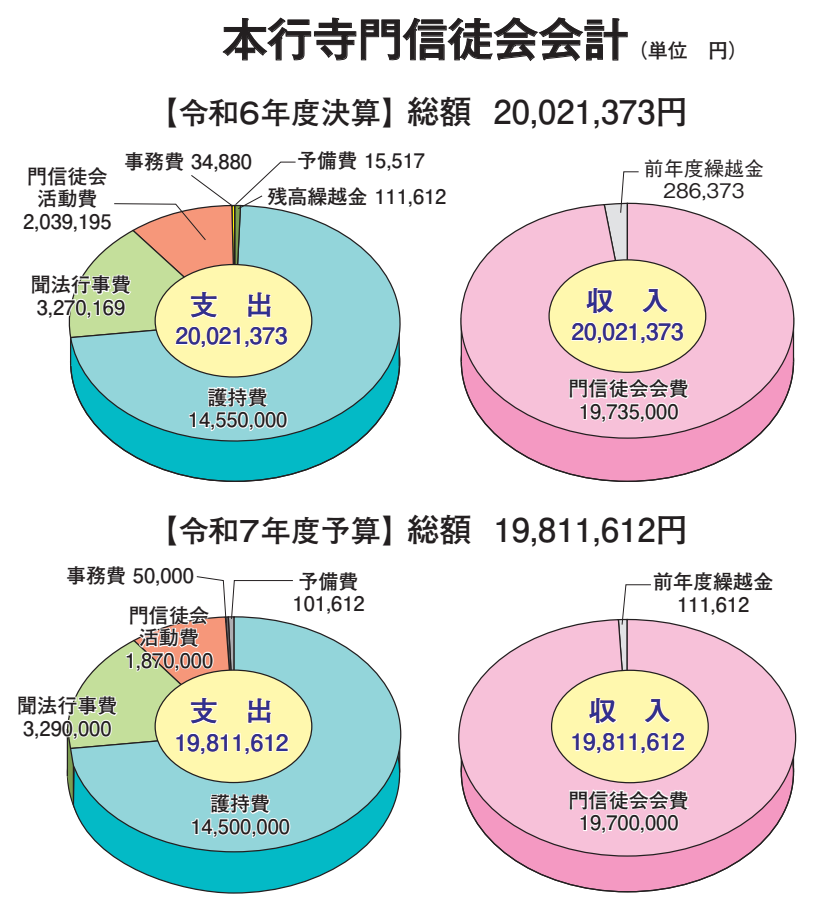 本行寺門信徒会会計（単位　円）
【令和6年度決算】総額 20,021,373円
事務費 34,880
予備費 15,517
残高繰越金 111,612
門信徒会
活動費
2,039,195
聞法行事費
3,270,169
支　出
20,021,373
護持費
14,550,000
前年度繰越金
286,373
収　入
20,021,373
門信徒会会費
19,735,000
【令和7年度予算】総額 19,811,612円
事務費 50,000
予備費
101,612
門信徒会
活動費
1,870,000
聞法行事費
3,290,000
支　出
19,811,612
護持費
14,500,000
前年度繰越金
111,612
収　入
19,811,612
門信徒会会費
19,700,000